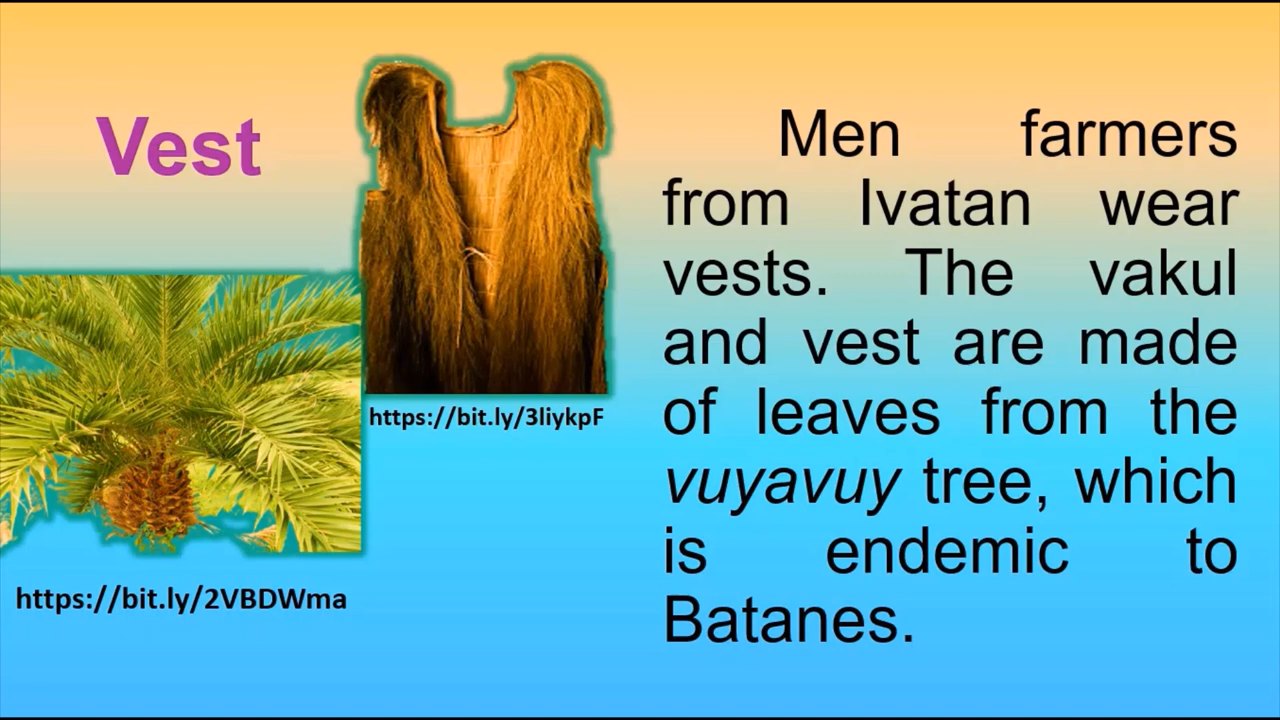 Vest
Men farmers
from Ivatan wear
vests. The vakul
and vest are made
of leaves from the
vuyavuy tree, which
is endemic to
Batanes.
https://bit.ly/3liykpF
https://bit.ly/2VBDWma